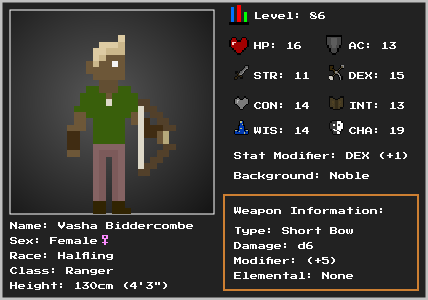 Level: 86
HP: 16
AC: 13
STR: 11
DEX: 15
CON: 14
INT: 13
WIS: 14
CHA: 19
Stat Modifier: DEX (+1)
Background: Noble
Name: Vasha Biddercombe
Sex: Female♀
Race: Halfling
Class: Ranger
Height: 130cm (4'3")
Weapon Information:
Type: Short Bow
Damage: d6
Modifier: (+5)
Elemental: None